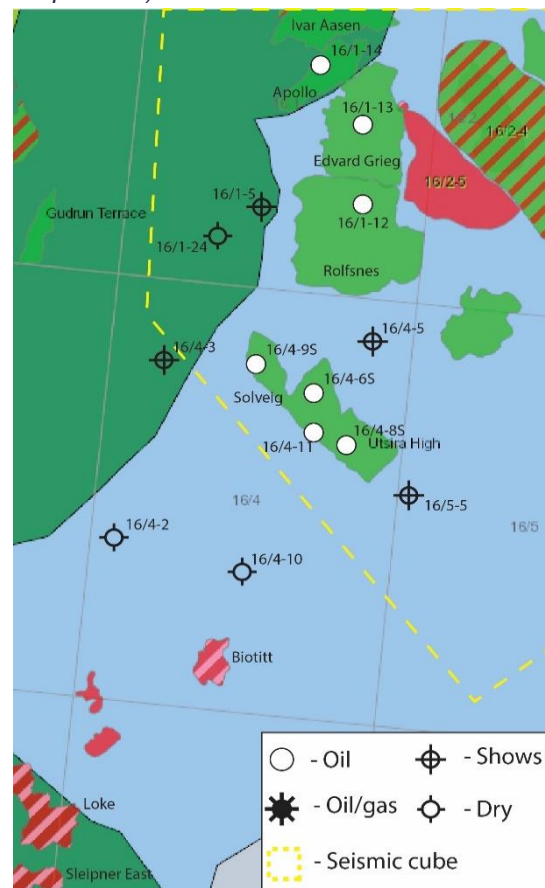 Ivar Aasen
16/1-14
Apollo
16/1-13
16/2-4
Edvard Grieg
16/2-5
16/1-5
Gudrun Terrace
16/1-24
16/1-12
Rolfsnes
16/4-5
16/4-3
16/4-9S
16/4-6S
Solveig
16/4-11
16/4-8S
Utsira High
16/4
16/5-5
16/5
16/4-2
16/4-10
Biotitt
- Oil
- Shows
- Oil/gas
- Dry
- Seismic cube
Loke
Sleipner East